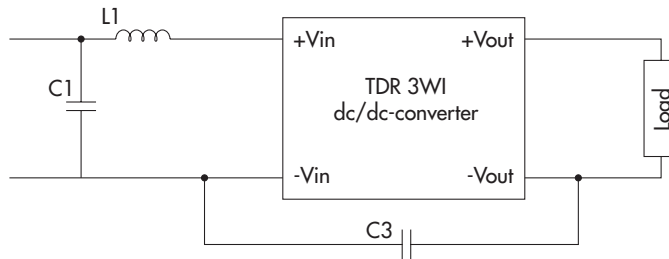 L1
+Vin
+Vout
C1
TDR 3WI
dc/dc-converter
Load
-Vin
-Vout
C3